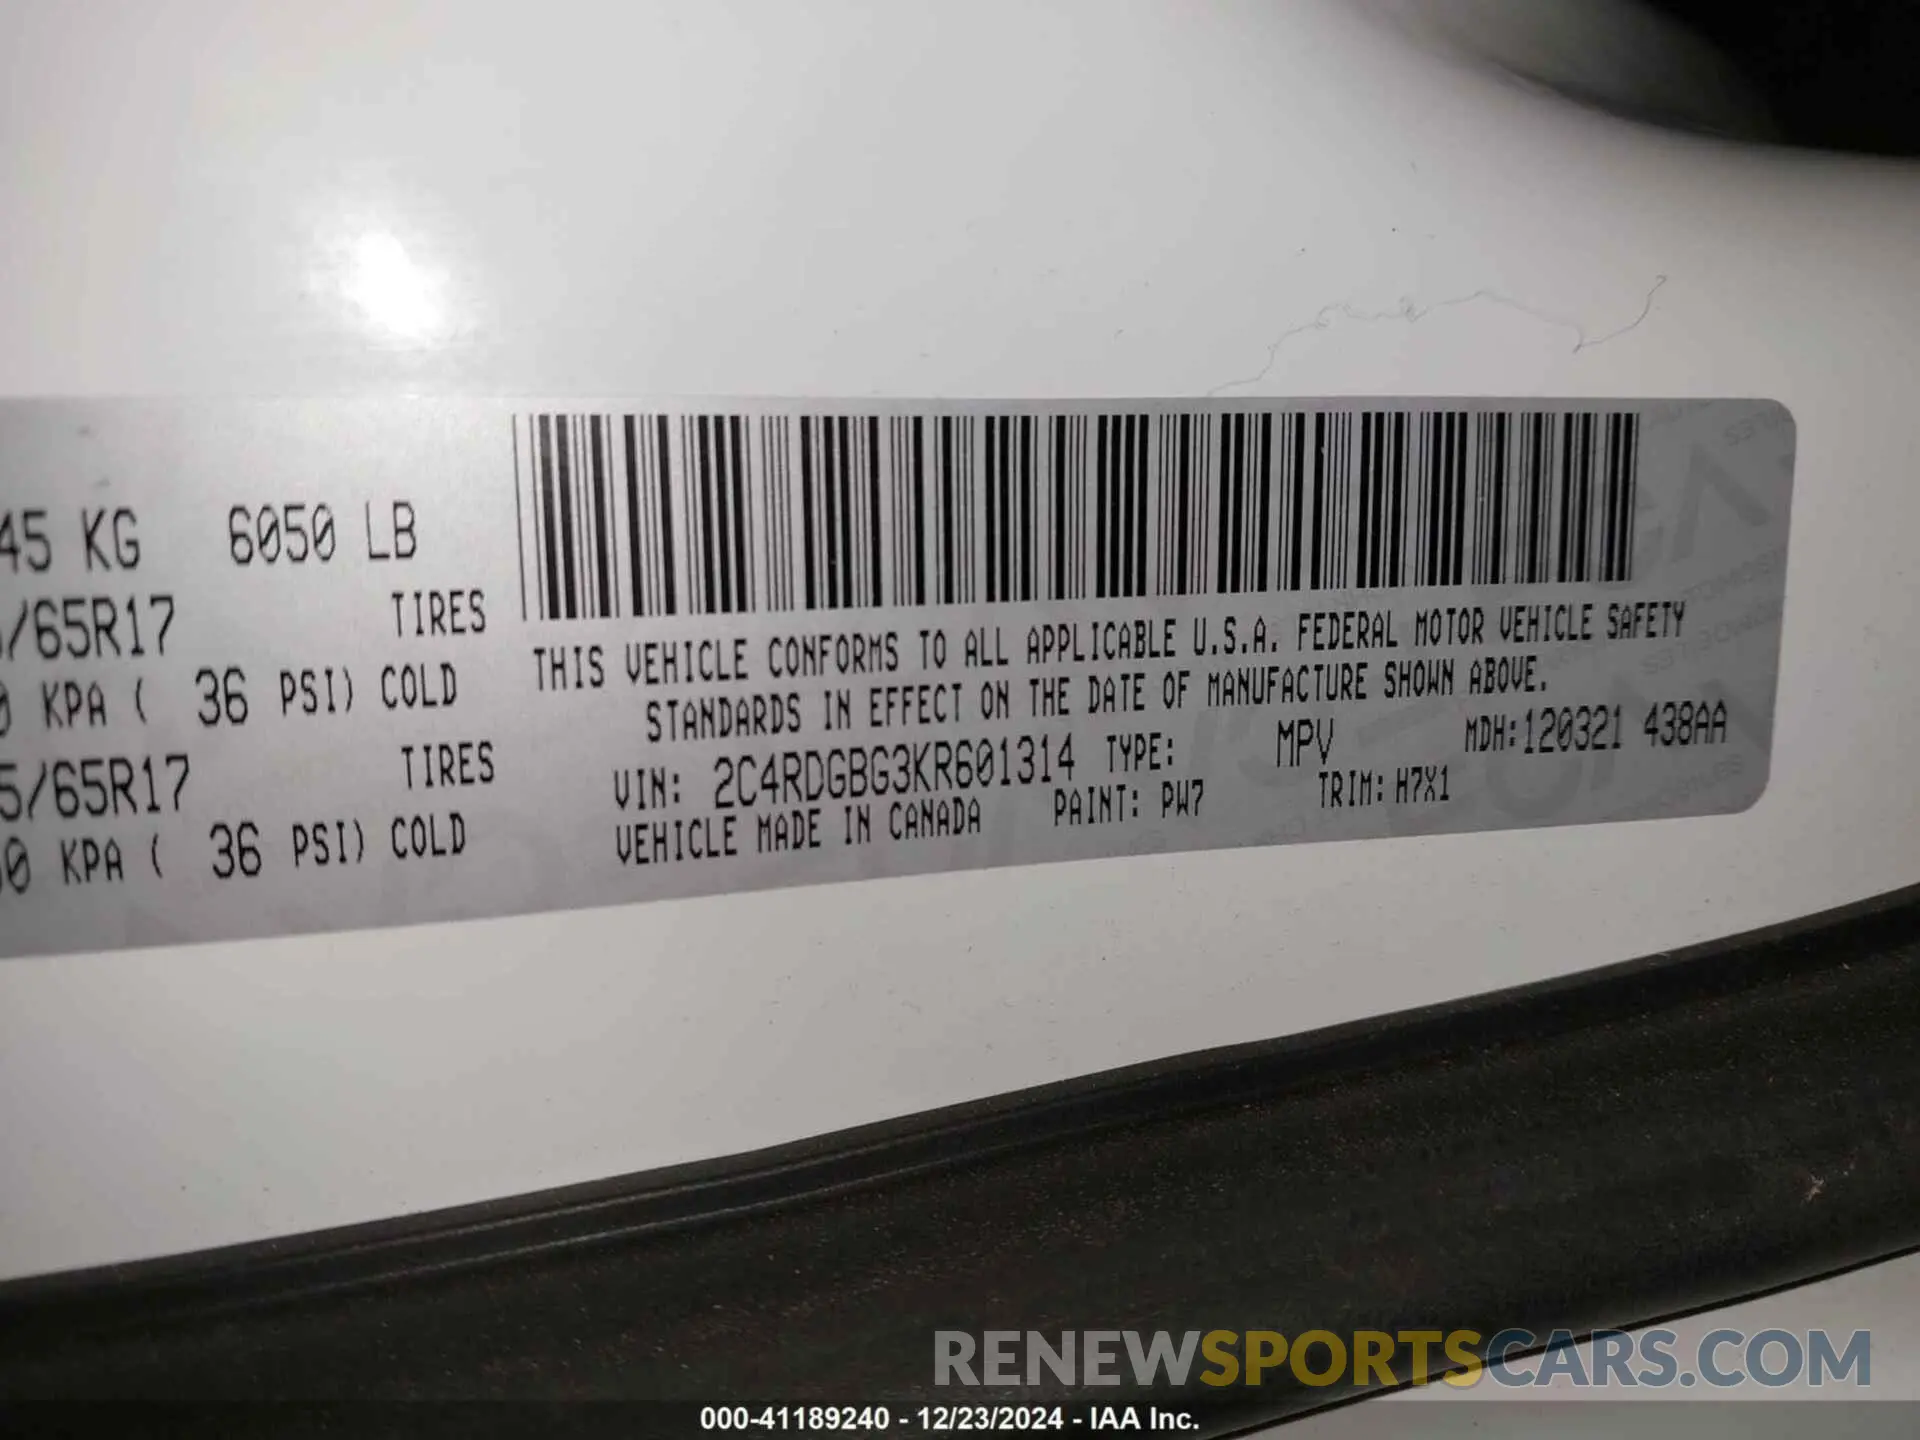 45 KG 6050 LB
/65R17 TIRES
0 KPA ( 36 PSI) COLD
5/65R17 TIRES
0 KPA ( 36 PSI) COLD
THIS VEHICLE CONFORMS TO ALL APPLICABLE U.S.A. FEDERAL MOTOR VEHICLE SAFETY
STANDARDS IN EFFECT ON THE DATE OF MANUFACTURE SHOWN ABOVE.
VIN: 2C4RDGBG3KR601314 TYPE: MPV MDH:120321 438AA
VEHICLE MADE IN CANADA PAINT: PW7 TRIM: H7X1
RENEWSPORTSCARS.COM
000-41189240 - 12/23/2024 - IAA Inc.